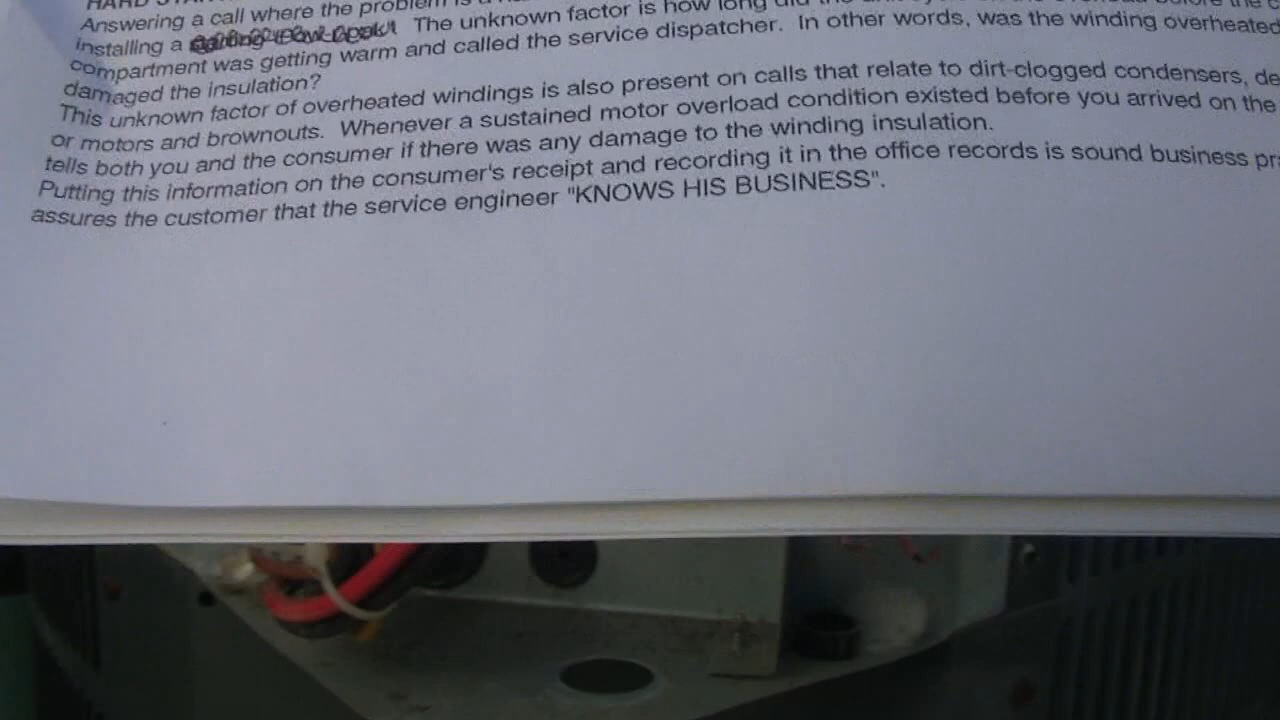 HARD
Answering a call where the problem is a
installing a The unknown factor is how long did the
compartment was getting warm and called the service dispatcher. In other words, was the winding overheated
damaged the insulation?
This unknown factor of overheated windings is also present on calls that relate to dirt-clogged condensers,
or motors and brownouts. Whenever a sustained motor overload condition existed before you arrived on the
tells both you and the consumer if there was any damage to the winding insulation.
Putting this information on the consumer's receipt and recording it in the office records is sound business
assures the customer that the service engineer "KNOWS HIS BUSINESS".